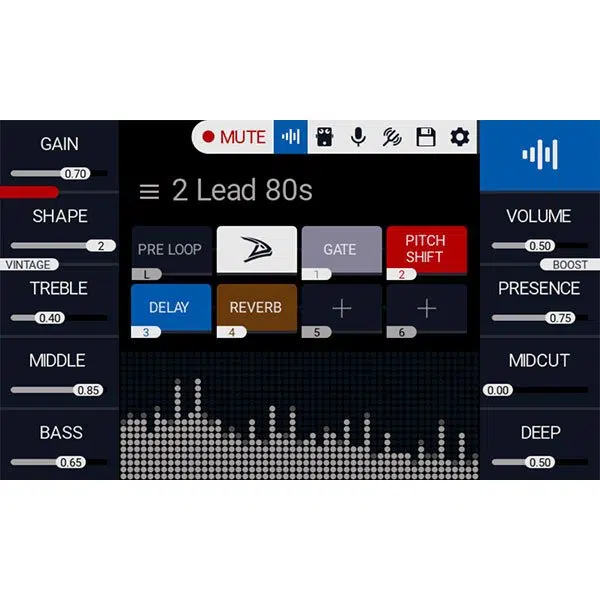 MUTE
2 Lead 80s
GAIN
0.70
SHAPE
2
VINTAGE
TREBLE
0.40
MIDDLE
0.85
BASS
0.65
PRE LOOP
L
GATE
1
PITCH
SHIFT
2
DELAY
3
REVERB
4
+
5
+
6
VOLUME
0.50
BOOST
PRESENCE
0.75
MIDCUT
0.00
DEEP
0.50